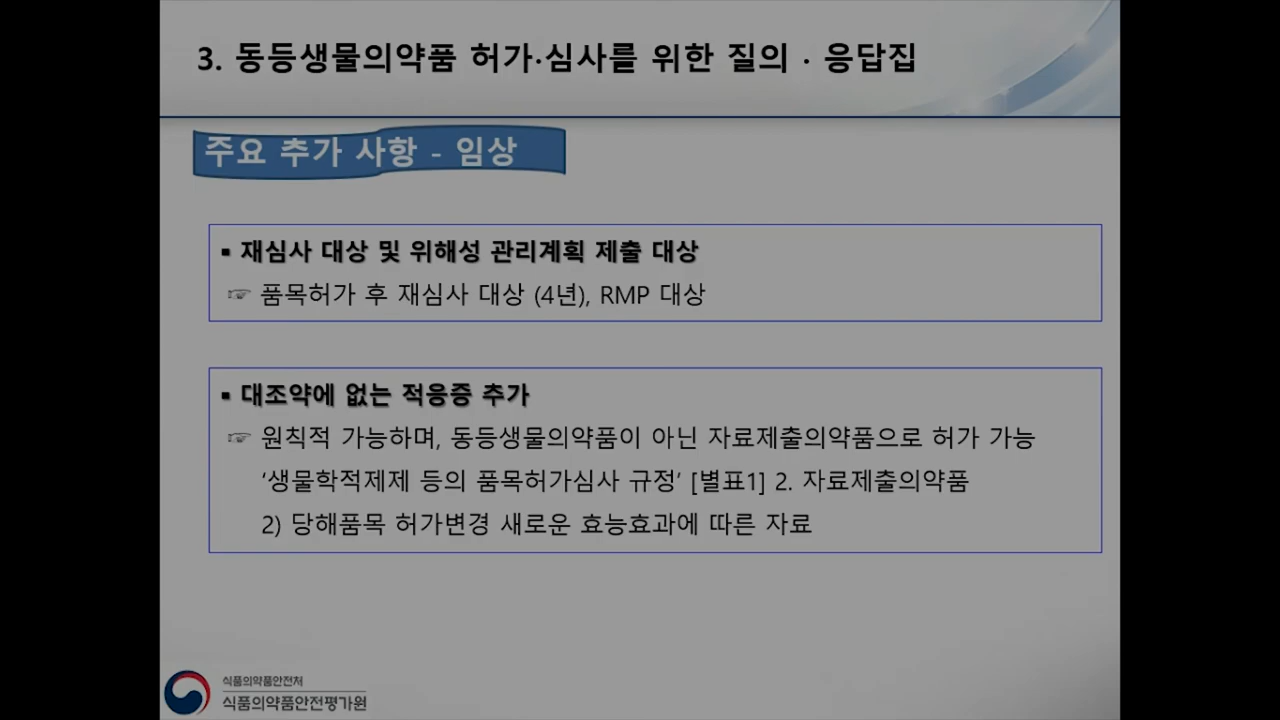 3. 동등생물의약품 허가·심사를 위한 질의 · 응답집
주요 추가 사항 - 임상
▪ 재심사 대상 및 위해성 관리계획 제출 대상
☞ 품목허가 후 재심사 대상 (4년), RMP 대상
▪ 대조약에 없는 적응증 추가
☞ 원칙적 가능하며, 동등생물의약품이 아닌 자료제출의약품으로 허가 가능
‘생물학적제제 등의 품목허가심사 규정’ [별표1] 2. 자료제출의약품
2) 당해품목 허가변경 새로운 효능효과에 따른 자료
식품의약품안전처
식품의약품안전평가원